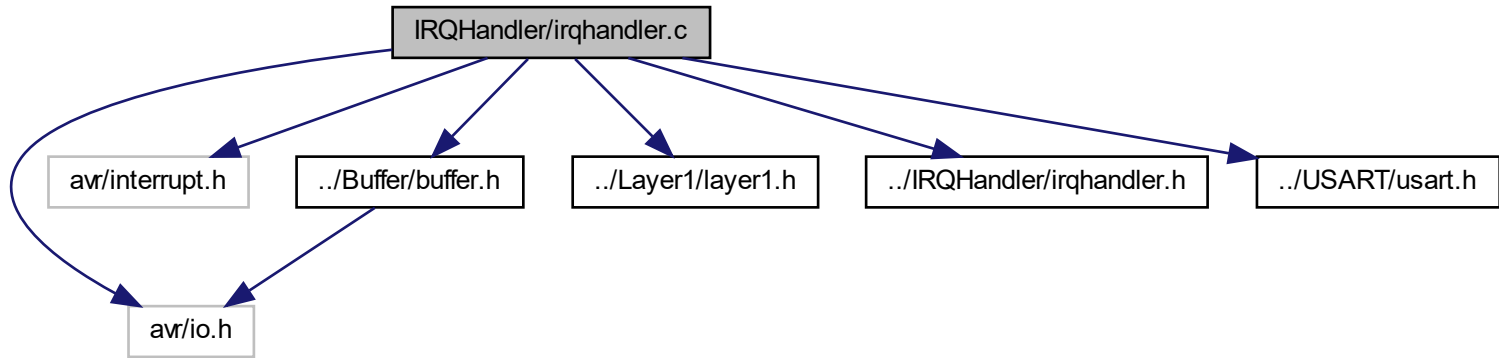 IRQHandler/irqhandler.c
avr/interrupt.h
../Buffer/buffer.h
../Layer1/layer1.h
../IRQHandler/irqhandler.h
../USART/usart.h
avr/io.h